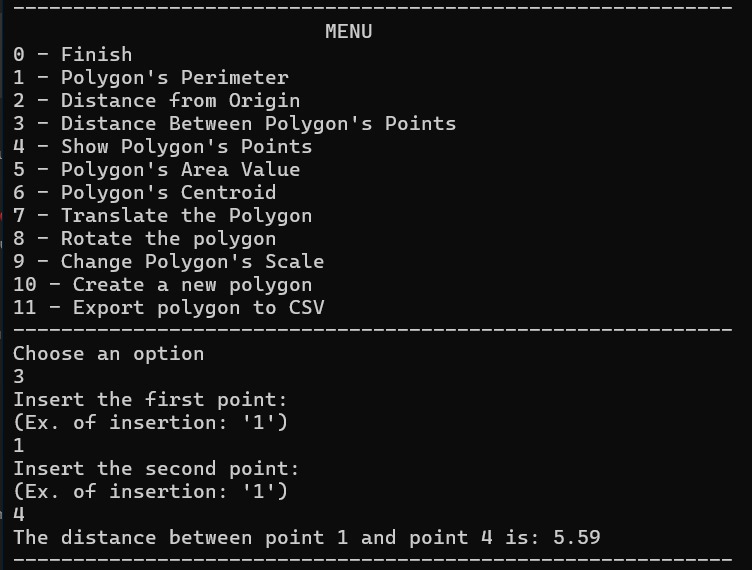 ------------------------------------------------------------
MENU
0 - Finish
1 - Polygon's Perimeter
2 - Distance from Origin
3 - Distance Between Polygon's Points
4 - Show Polygon's Points
5 - Polygon's Area Value
6 - Polygon's Centroid
7 - Translate the Polygon
8 - Rotate the polygon
9 - Change Polygon's Scale
10 - Create a new polygon
11 - Export polygon to CSV
------------------------------------------------------------
Choose an option
3
Insert the first point:
(Ex. of insertion: '1')
1
Insert the second point:
(Ex. of insertion: '1')
4
The distance between point 1 and point 4 is: 5.59
------------------------------------------------------------